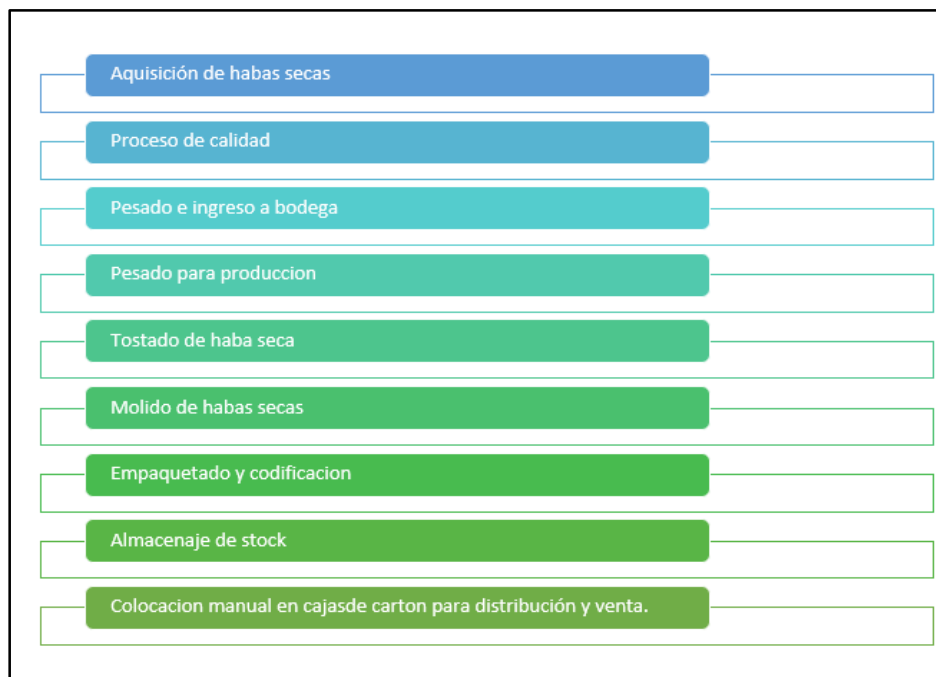 Aquisición de habas secas
Proceso de calidad
Pesado e ingreso a bodega
Pesado para produccion
Tostado de haba seca
Molido de habas secas
Empaquetado y codificacion
Almacenaje de stock
Colocacion manual en cajasde carton para distribución y venta.